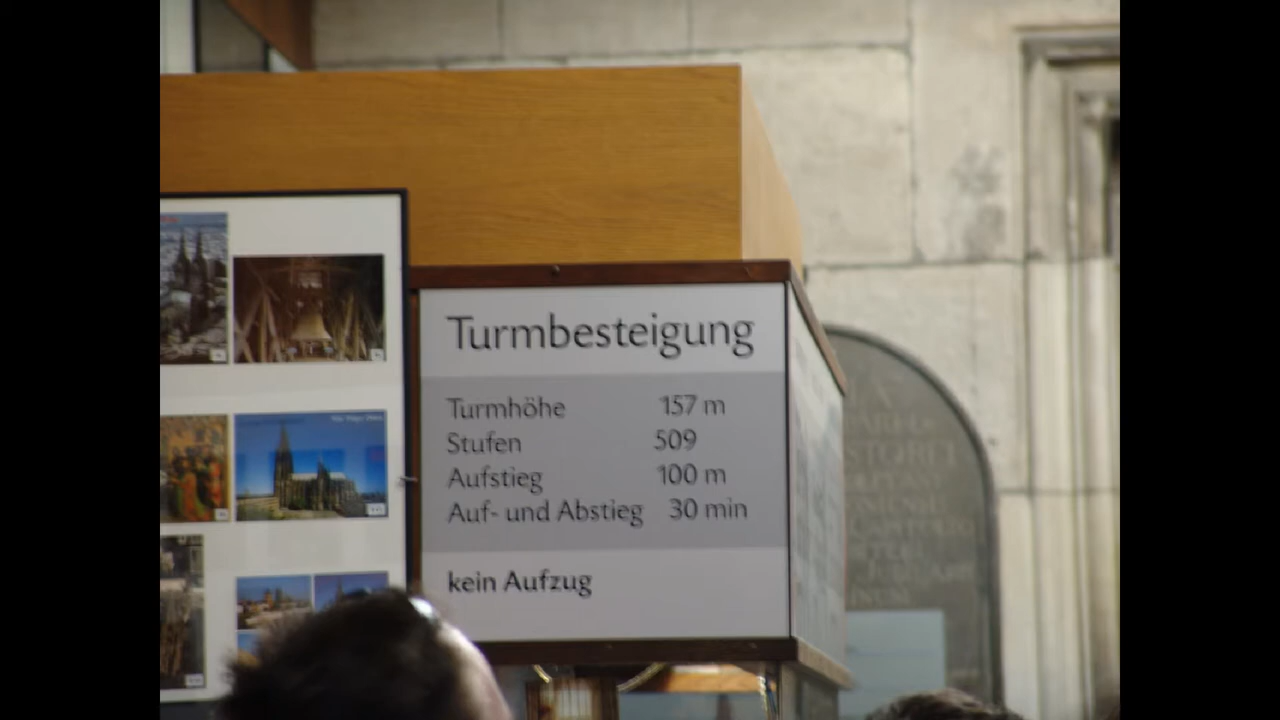 Turmbesteigung
Turmhöhe 157 m
Stufen 509
Aufstieg 100 m
Auf- und Abstieg 30 min
kein Aufzug